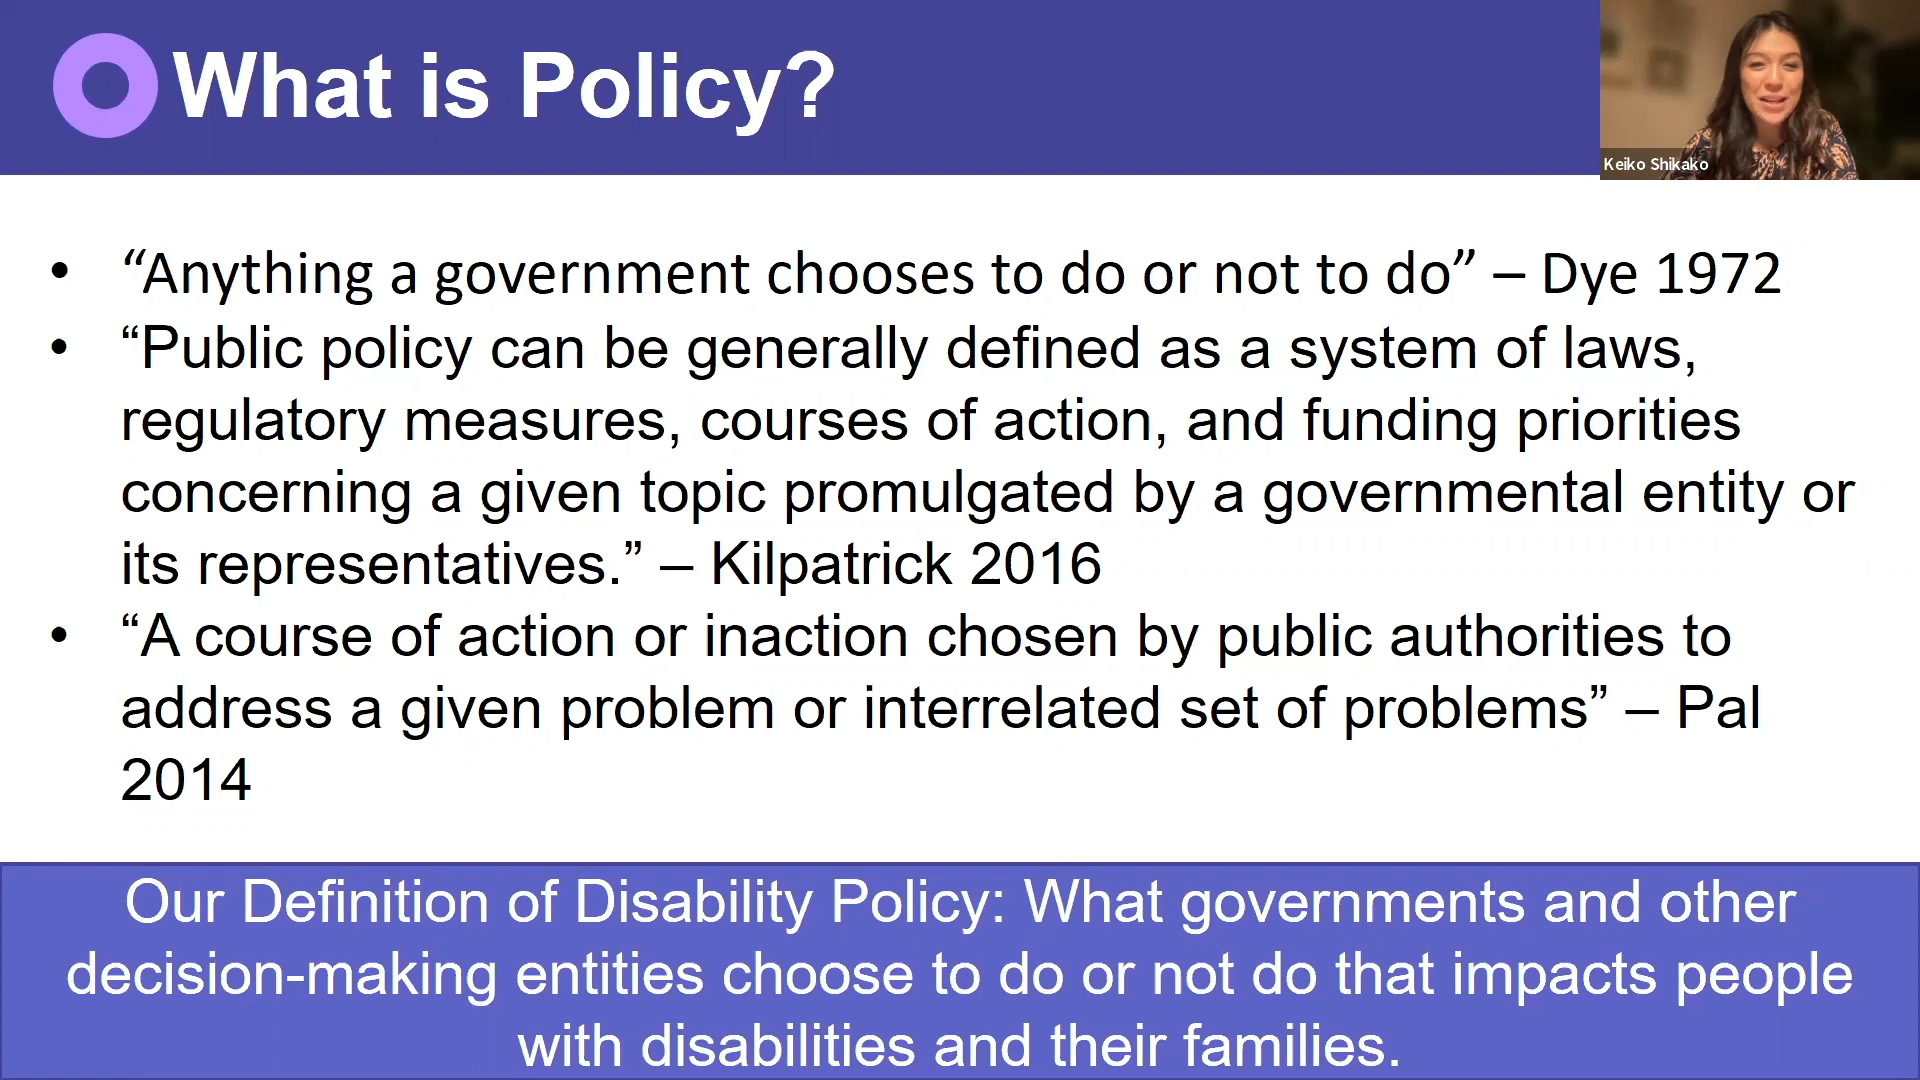 What is Policy?
Keiko Shikako
• “Anything a government chooses to do or not to do” – Dye 1972
• “Public policy can be generally defined as a system of laws,
regulatory measures, courses of action, and funding priorities
concerning a given topic promulgated by a governmental entity or
its representatives.” – Kilpatrick 2016
• “A course of action or inaction chosen by public authorities to
address a given problem or interrelated set of problems” – Pal
2014
Our Definition of Disability Policy: What governments and other
decision-making entities choose to do or not do that impacts people
with disabilities and their families.